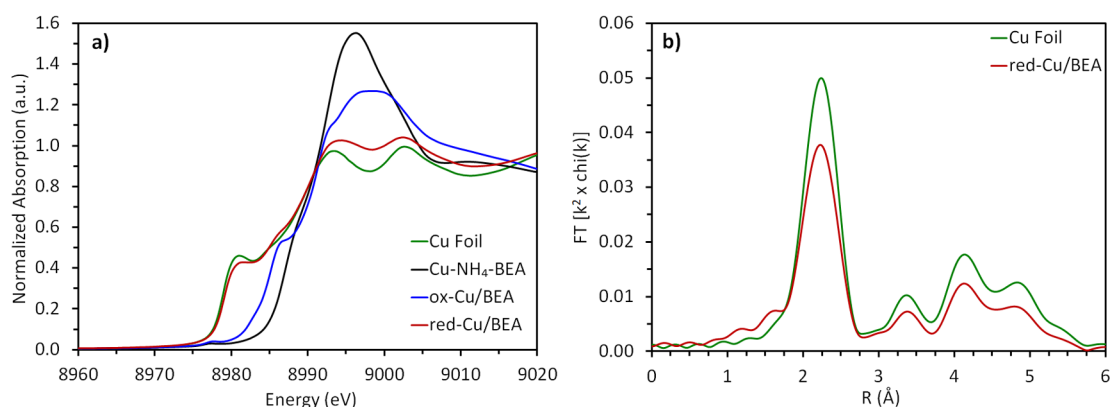 a)
Normalized Absorption (a.u.)
1.6
1.4
1.2
1.0
0.8
0.6
0.4
0.2
0.0
Cu Foil
Cu-NH₄-BEA
ox-Cu/BEA
red-Cu/BEA
8960 8970 8980 8990 9000 9010 9020
Energy (eV)
b)
FT [k² x chi(k)]
0.06
0.05
0.04
0.03
0.02
0.01
0.00
Cu Foil
red-Cu/BEA
0 1 2 3 4 5 6
R (Å)